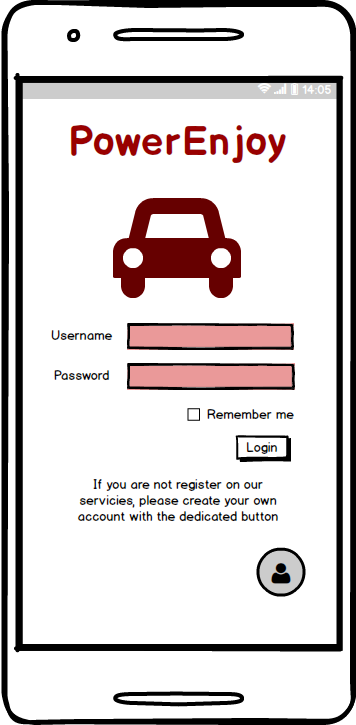 14:05
PowerEnjoy
Username
Password
Remember me
Login
If you are not register on our
servicies, please create your own
account with the dedicated button